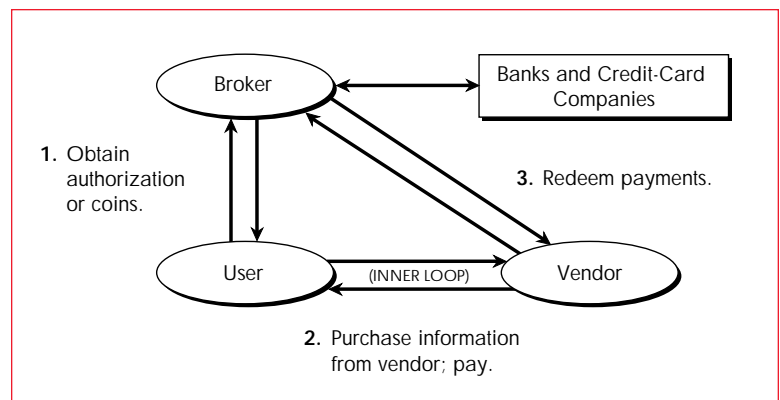 Broker
Banks and Credit-Card
Companies
1. Obtain
authorization
or coins.
3. Redeem payments.
User
(INNER LOOP)
Vendor
2. Purchase information
from vendor; pay.